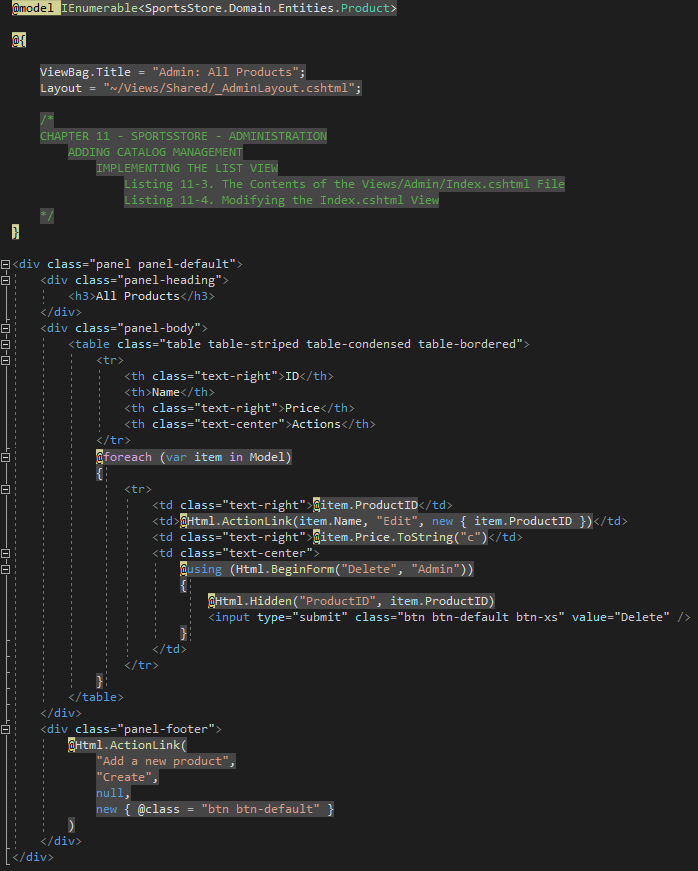 @model IEnumerable<SportsStore.Domain.Entities.Product>
@{
ViewBag.Title = "Admin: All Products";
Layout = "~/Views/Shared/_AdminLayout.cshtml";
/*
CHAPTER 11 - SPORTSSTORE - ADMINISTRATION
ADDING CATALOG MANAGEMENT
IMPLEMENTING THE LIST VIEW
Listing 11-3. The Contents of the Views/Admin/Index.cshtml File
Listing 11-4. Modifying the Index.cshtml View
*/
}
<div class="panel panel-default">
<div class="panel-heading">
<h3>All Products</h3>
</div>
<div class="panel-body">
<table class="table table-striped table-condensed table-bordered">
<tr>
<th class="text-right">ID</th>
<th>Name</th>
<th class="text-right">Price</th>
<th class="text-center">Actions</th>
</tr>
@foreach (var item in Model)
{
<tr>
<td class="text-right">@item.ProductID</td>
<td>@Html.ActionLink(item.Name, "Edit", new { item.ProductID })</td>
<td class="text-right">@item.Price.ToString("c")</td>
<td class="text-center">
@using (Html.BeginForm("Delete", "Admin"))
{
@Html.Hidden("ProductID", item.ProductID)
<input type="submit" class="btn btn-default btn-xs" value="Delete" />
}
</td>
</tr>
}
</table>
</div>
<div class="panel-footer">
@Html.ActionLink(
"Add a new product",
"Create",
null,
new { @class = "btn btn-default" }
)
</div>
</div>